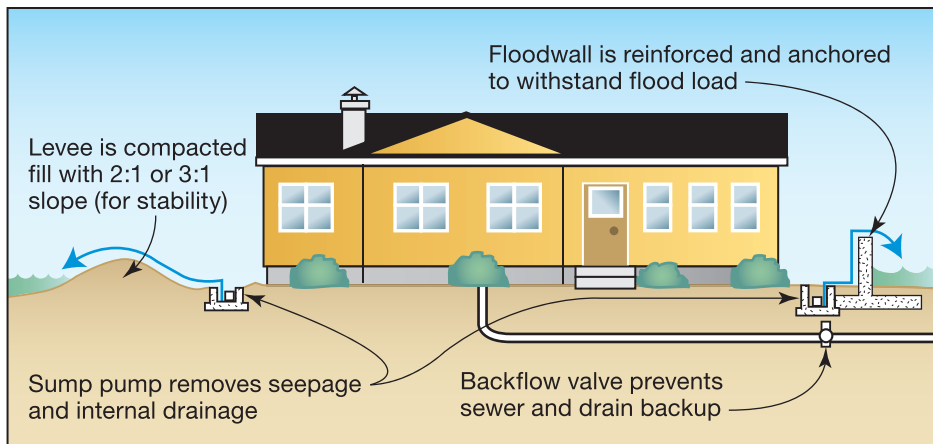 Floodwall is reinforced and anchored
to withstand flood load
Levee is compacted
fill with 2:1 or 3:1
slope (for stability)
Sump pump removes seepage
and internal drainage
Backflow valve prevents
sewer and drain backup